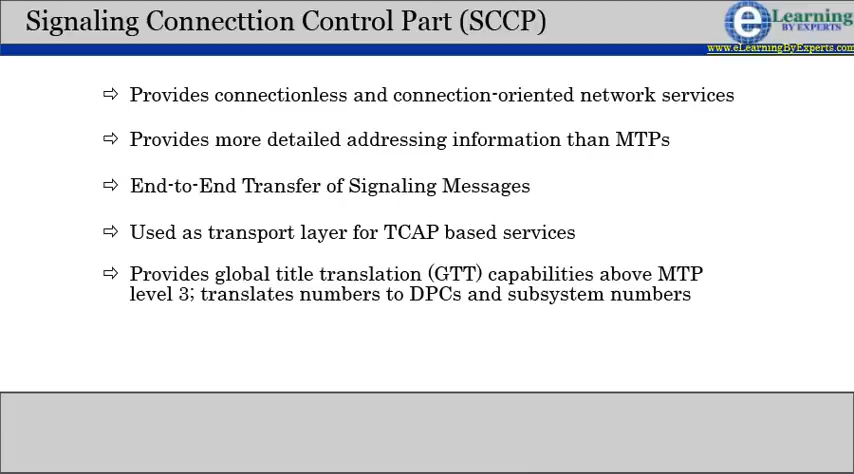 Signaling Connecttion Control Part (SCCP)
eLearning
BY EXPERTS
www.eLearningByExperts.com
⇨ Provides connectionless and connection-oriented network services
⇨ Provides more detailed addressing information than MTPs
⇨ End-to-End Transfer of Signaling Messages
⇨ Used as transport layer for TCAP based services
⇨ Provides global title translation (GTT) capabilities above MTP
level 3; translates numbers to DPCs and subsystem numbers